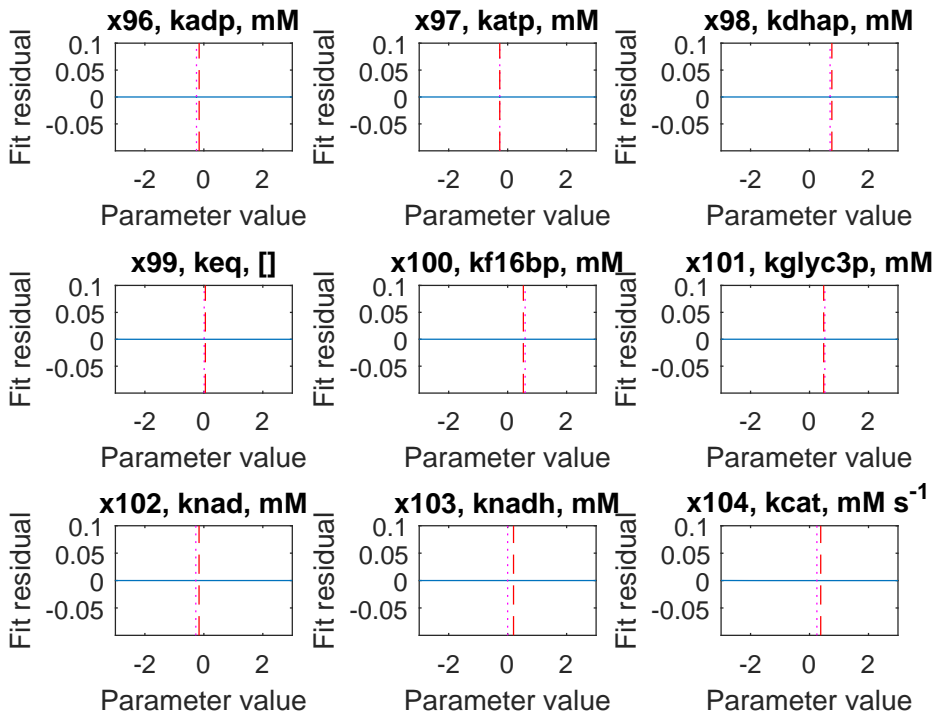 x96, kadp, mM
x97, katp, mM
x98, kdhap, mM
0.1
0.05
0
-0.05
Fit residual
-2 0 2
Parameter value
0.1
0.05
0
-0.05
Fit residual
-2 0 2
Parameter value
0.1
0.05
0
-0.05
Fit residual
-2 0 2
Parameter value
x99, keq, []
x100, kf16bp, mM
x101, kglyc3p, mM
0.1
0.05
0
-0.05
Fit residual
-2 0 2
Parameter value
0.1
0.05
0
-0.05
Fit residual
-2 0 2
Parameter value
0.1
0.05
0
-0.05
Fit residual
-2 0 2
Parameter value
x102, knad, mM
x103, knadh, mM
x104, kcat, mM s⁻¹
0.1
0.05
0
-0.05
Fit residual
-2 0 2
Parameter value
0.1
0.05
0
-0.05
Fit residual
-2 0 2
Parameter value
0.1
0.05
0
-0.05
Fit residual
-2 0 2
Parameter value